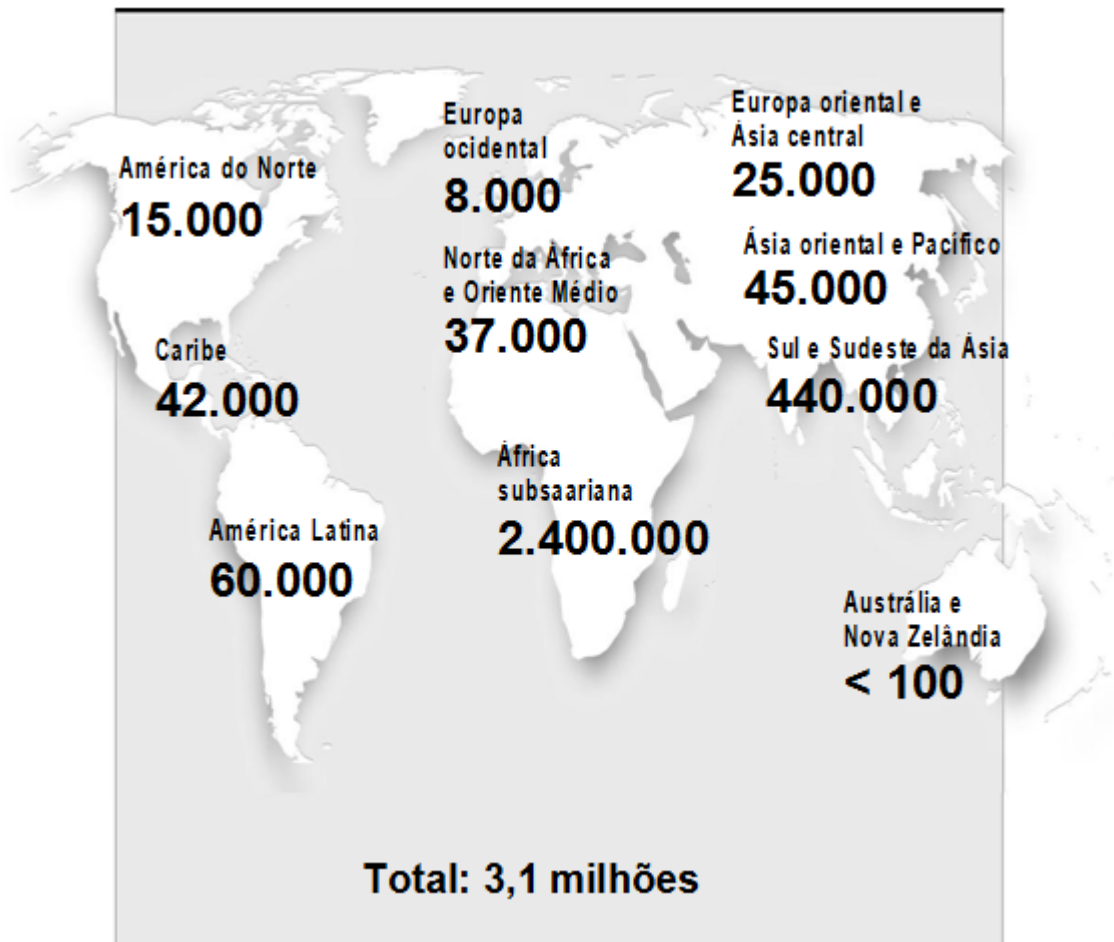 América do Norte
15.000
Europa
ocidental
8.000
Europa oriental e
Ásia central
25.000
Norte da África
e Oriente Médio
37.000
Ásia oriental e Pacífico
45.000
Caribe
42.000
Sul e Sudeste da Ásia
440.000
África
subsaariana
2.400.000
América Latina
60.000
Austrália e
Nova Zelândia
< 100
Total: 3,1 milhões